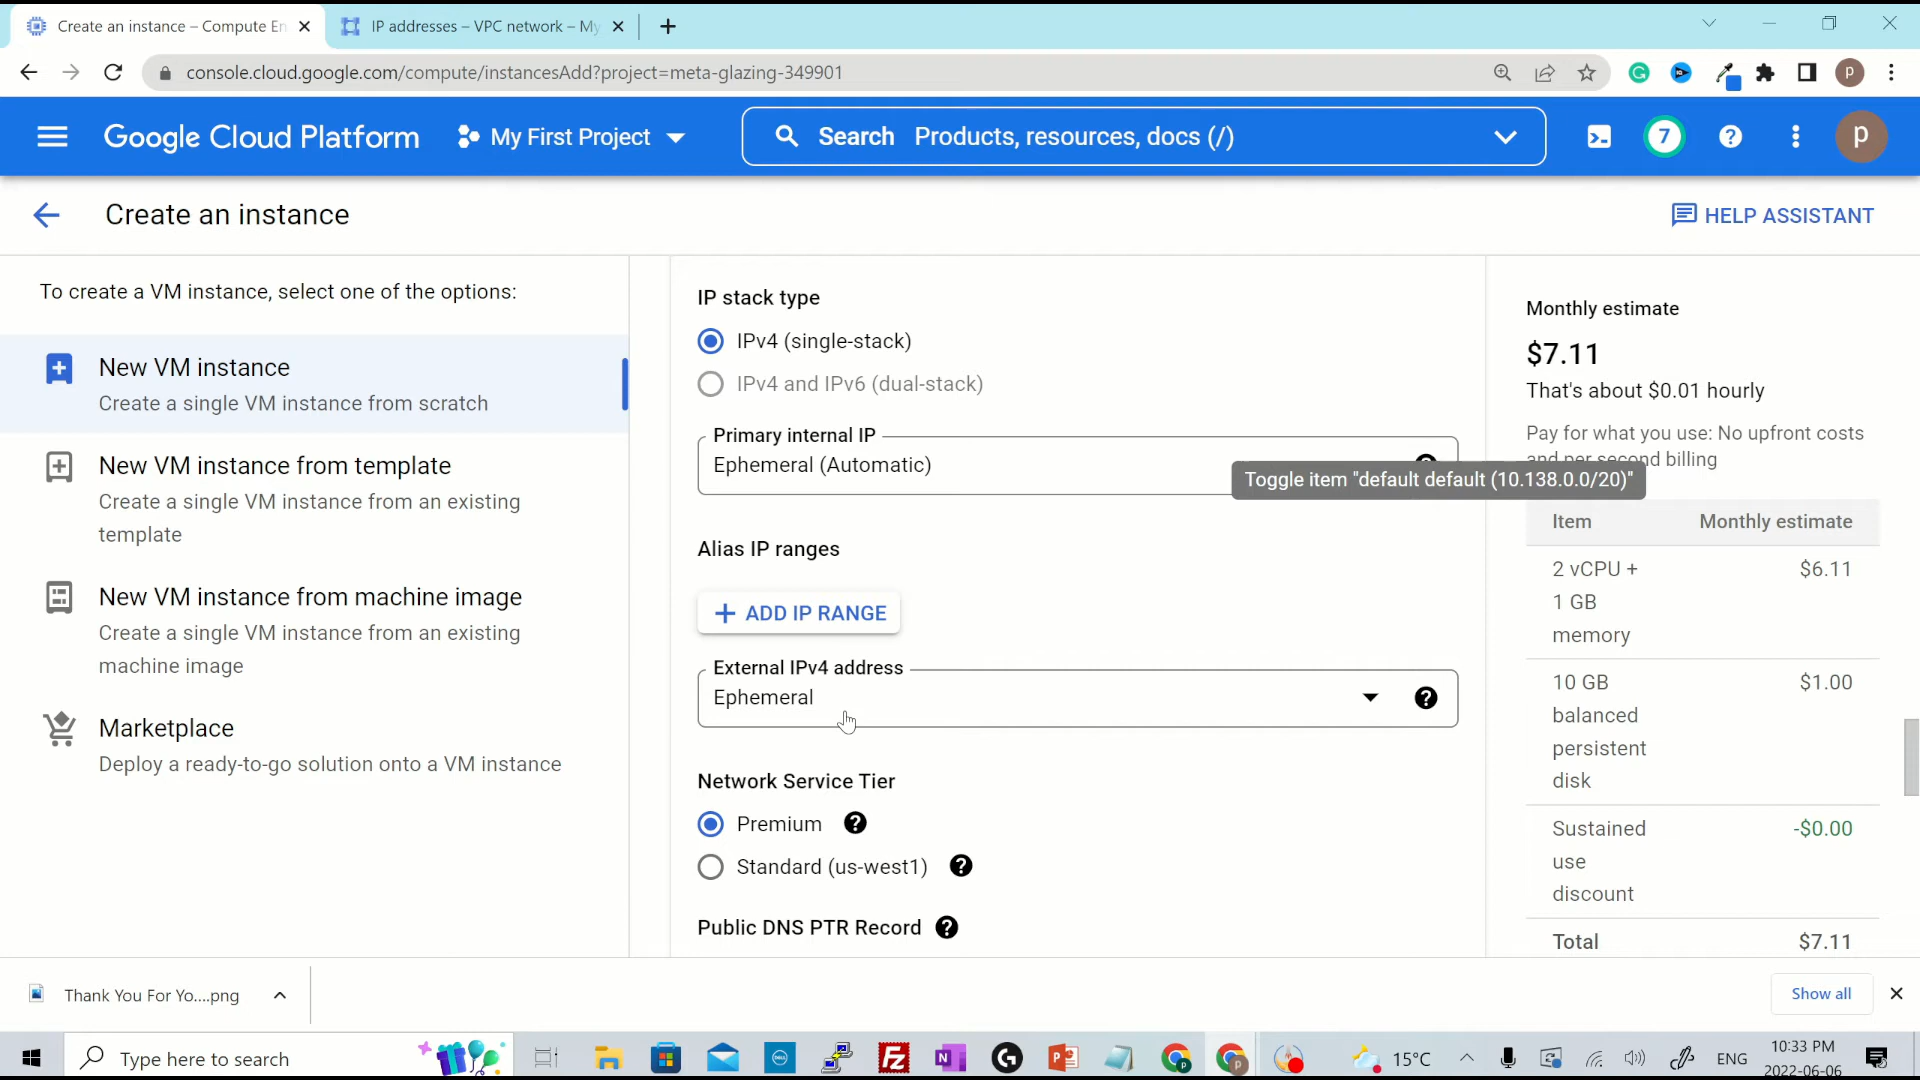 Create an instance – Compute En
IP addresses – VPC network – My
console.cloud.google.com/compute/instancesAdd?project=meta-glazing-349901
P
Google Cloud Platform
My First Project
Search Products, resources, docs (/)
7
P
Create an instance
HELP ASSISTANT
To create a VM instance, select one of the options:
New VM instance
Create a single VM instance from scratch
New VM instance from template
Create a single VM instance from an existing
template
New VM instance from machine image
Create a single VM instance from an existing
machine image
Marketplace
Deploy a ready-to-go solution onto a VM instance
IP stack type
IPv4 (single-stack)
IPv4 and IPv6 (dual-stack)
Primary internal IP
Ephemeral (Automatic)
Toggle item "default default (10.138.0.0/20)"
Alias IP ranges
ADD IP RANGE
External IPv4 address
Ephemeral
Network Service Tier
Premium
Standard (us-west1)
Public DNS PTR Record
Monthly estimate
$7.11
That's about $0.01 hourly
Pay for what you use: No upfront costs
and per second billing
Item Monthly estimate
2 vCPU + $6.11
1 GB
memory
10 GB $1.00
balanced
persistent
disk
Sustained -$0.00
use
discount
Total $7.11
Thank You For Yo....png
Show all
Type here to search
15°C
ENG
10:33 PM
2022-06-06